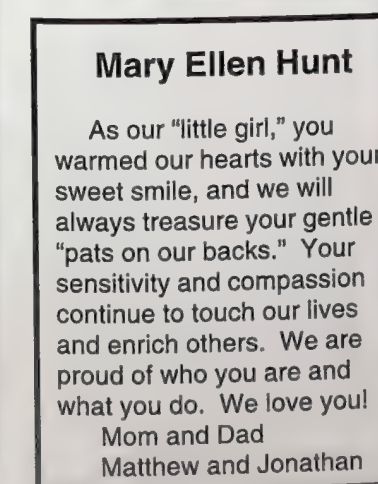 Mary Ellen Hunt
As our "little girl," you
warmed our hearts with your
sweet smile, and we will
always treasure your gentle
"pats on our backs." Your
sensitivity and compassion
continue to touch our lives
and enrich others. We are
proud of who you are and
what you do. We love you!
Mom and Dad
Matthew and Jonathan